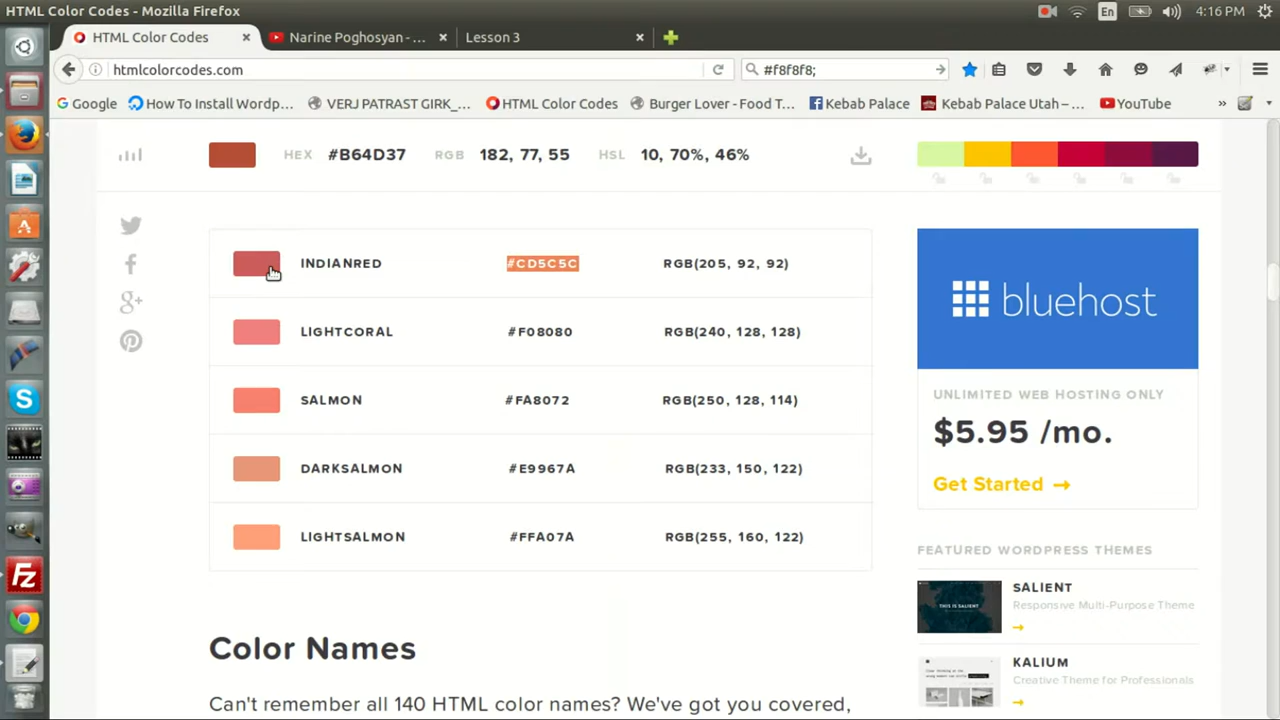 HTML Color Codes - Mozilla Firefox
En
4:16 PM
HTML Color Codes
Narine Poghosyan - ...
Lesson 3
htmlcolorcodes.com
#f8f8f8;
Google
How To Install Wordp...
VERJ PATRAST GIRK_...
HTML Color Codes
Burger Lover - Food T...
Kebab Palace
Kebab Palace Utah – ...
YouTube
HEX #B64D37 RGB 182, 77, 55 HSL 10, 70%, 46%
INDIANRED #CD5C5C RGB(205, 92, 92)
LIGHTCORAL #F08080 RGB(240, 128, 128)
SALMON #FA8072 RGB(250, 128, 114)
DARKSALMON #E9967A RGB(233, 150, 122)
LIGHTSALMON #FFA07A RGB(255, 160, 122)
Color Names
Can't remember all 140 HTML color names? We've got you covered,
bluehost
UNLIMITED WEB HOSTING ONLY
$5.95 /mo.
Get Started →
FEATURED WORDPRESS THEMES
THIS IS SALIENT
SALIENT
Responsive Multi-Purpose Theme
→
KALIUM
Creative Theme for Professionals
→